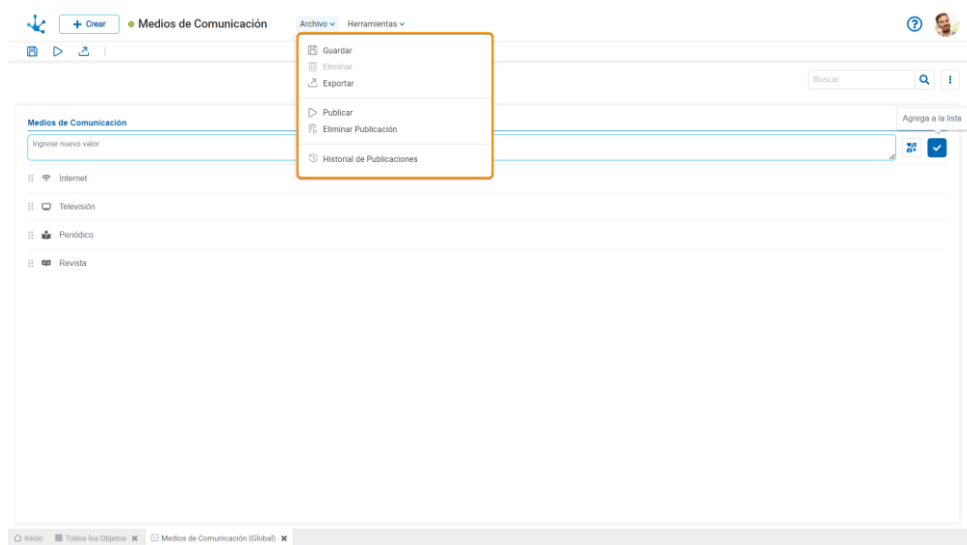 Crear
Medios de Comunicación
Archivo
Herramientas
Guardar
Eliminar
Exportar
Publicar
Eliminar Publicación
Historial de Publicaciones
Buscar
Agrega a la lista
Medios de Comunicación
Ingrese nuevo valor
Internet
Televisión
Periódico
Revista
Inicio
Todos los Objetos
Medios de Comunicación (Global)